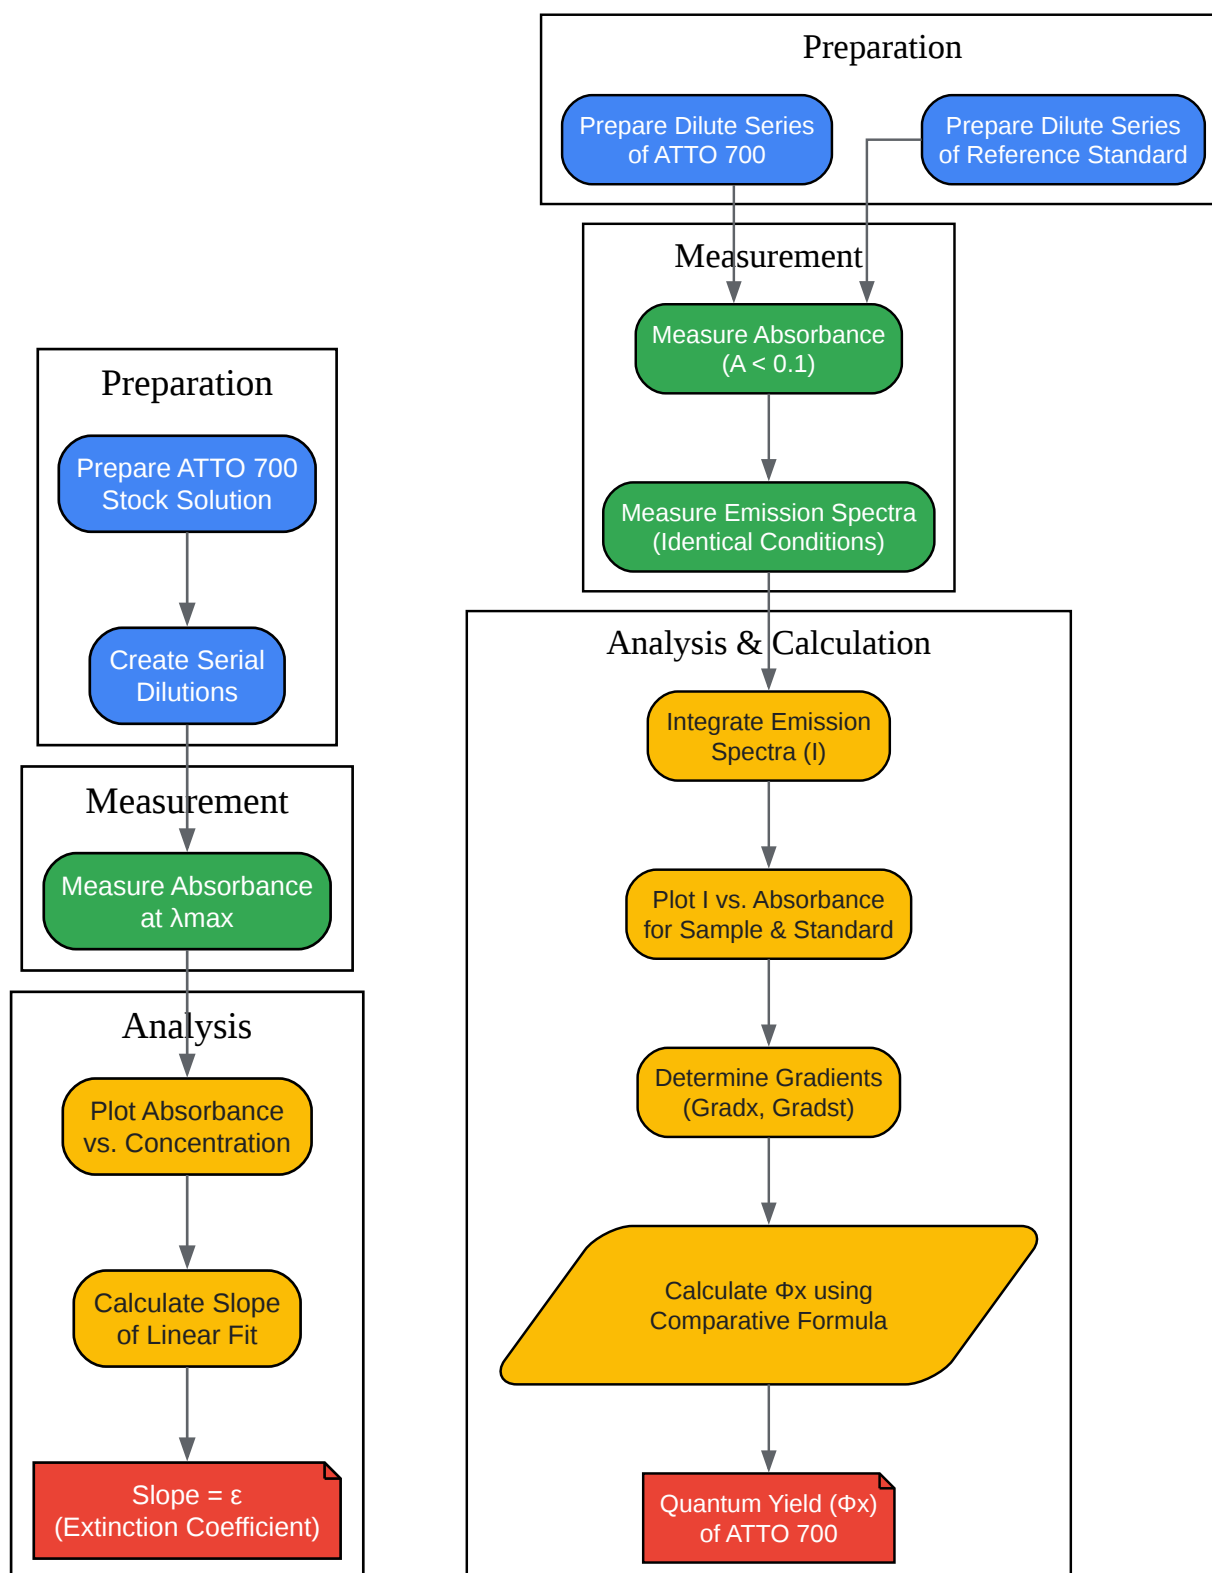 Preparation
Prepare ATTO 700
Stock Solution
Create Serial
Dilutions
Measurement
Measure Absorbance
at λmax
Analysis
Plot Absorbance
vs. Concentration
Calculate Slope
of Linear Fit
Slope = ε
(Extinction Coefficient)
Preparation
Prepare Dilute Series
of ATTO 700
Prepare Dilute Series
of Reference Standard
Measurement
Measure Absorbance
(A < 0.1)
Measure Emission Spectra
(Identical Conditions)
Analysis & Calculation
Integrate Emission
Spectra (I)
Plot I vs. Absorbance
for Sample & Standard
Determine Gradients
(Gradx, Gradst)
Calculate Φx using
Comparative Formula
Quantum Yield (Φx)
of ATTO 700